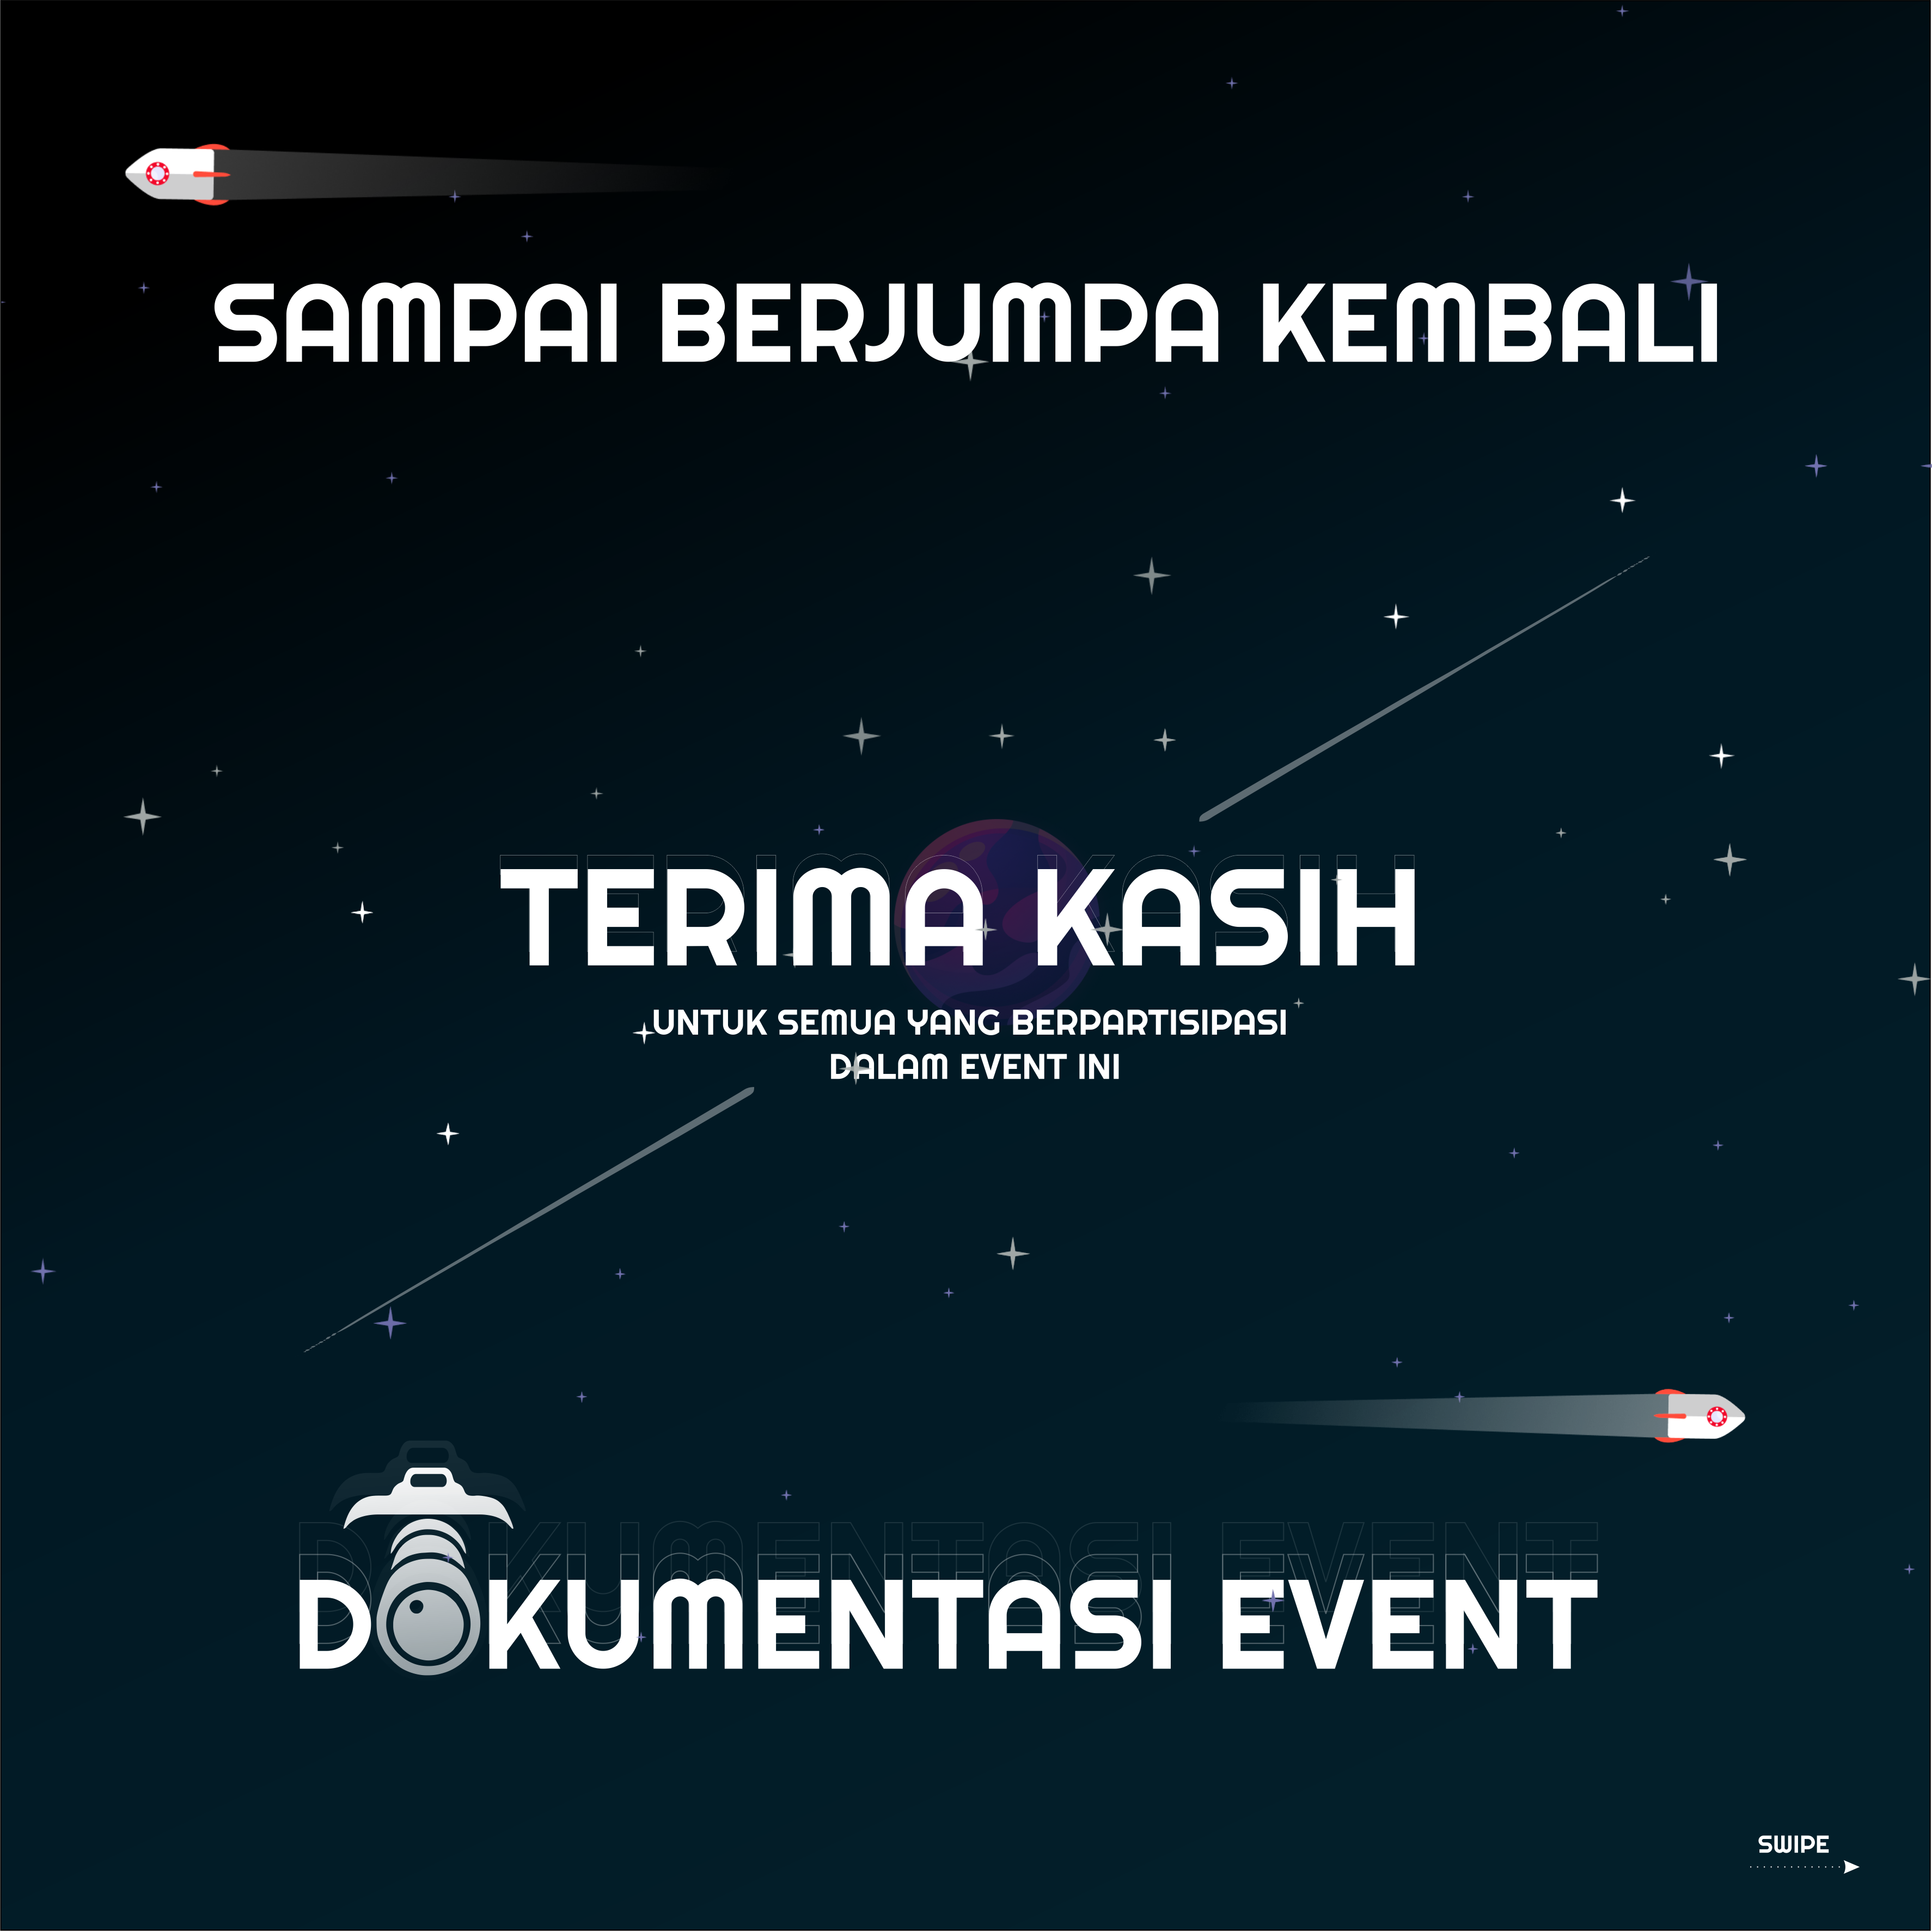 SAMPAI BERJUMPA KEMBALI
TERIMA KASIH
UNTUK SEMUA YANG BERPARTISIPASI
DALAM EVENT INI
DOKUMENTASI EVENT
SWIPE